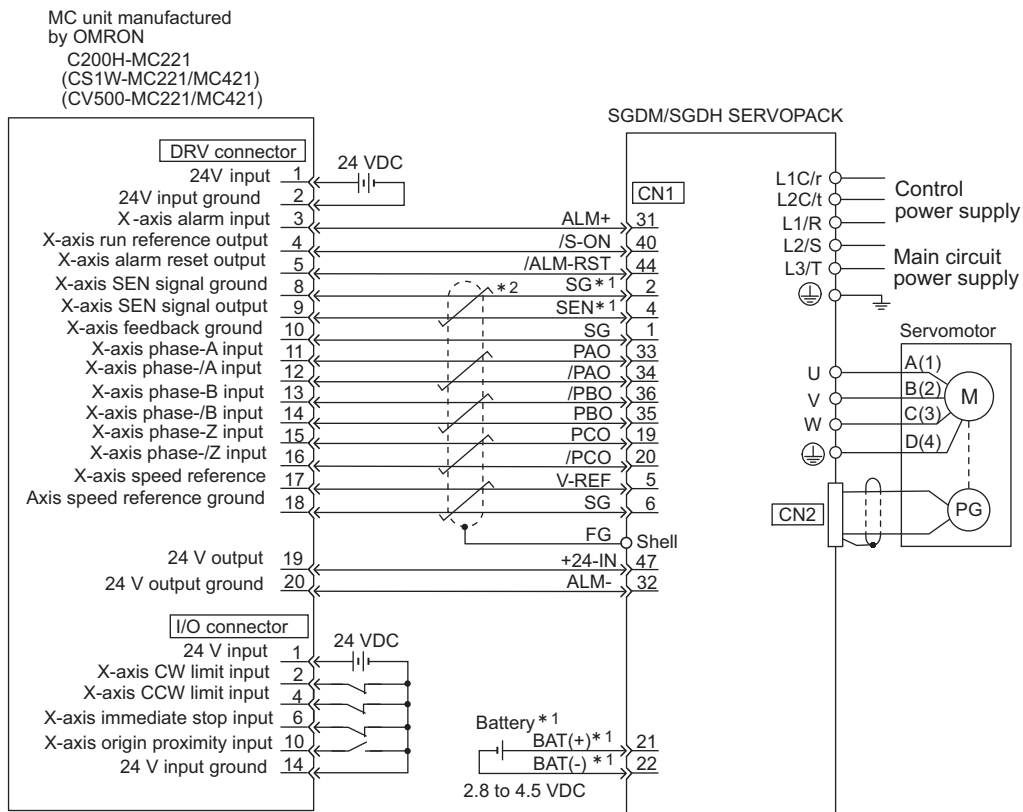 MC unit manufactured
by OMRON
C200H-MC221
(CS1W-MC221/MC421)
(CV500-MC221/MC421)
SGDM/SGDH SERVOPACK
DRV connector
24 VDC
CN1
24V input 1
24V input ground 2
X-axis alarm input 3 ALM+ 31
X-axis run reference output 4 /S-ON 40
X-axis alarm reset output 5 /ALM-RST 44
X-axis SEN signal ground 8 *2 SG*1 2
X-axis SEN signal output 9 SEN*1 4
X-axis feedback ground 10 SG 1
X-axis phase-A input 11 PAO 33
X-axis phase-/A input 12 /PAO 34
X-axis phase-B input 13 /PBO 36
X-axis phase-/B input 14 PBO 35
X-axis phase-Z input 15 PCO 19
X-axis phase-/Z input 16 /PCO 20
X-axis speed reference 17 V-REF 5
Axis speed reference ground 18 SG 6
FG Shell
24 V output 19 +24-IN 47
24 V output ground 20 ALM- 32
I/O connector
24 VDC
24 V input 1
X-axis CW limit input 2
X-axis CCW limit input 4
X-axis immediate stop input 6
X-axis origin proximity input 10
24 V input ground 14
Battery*1
BAT(+)*1 21
BAT(-) *1 22
2.8 to 4.5 VDC
L1C/r
L2C/t
Control
power supply
L1/R
L2/S
L3/T
Main circuit
power supply
Servomotor
U A(1)
V B(2)
W C(3)
D(4)
M
CN2
PG